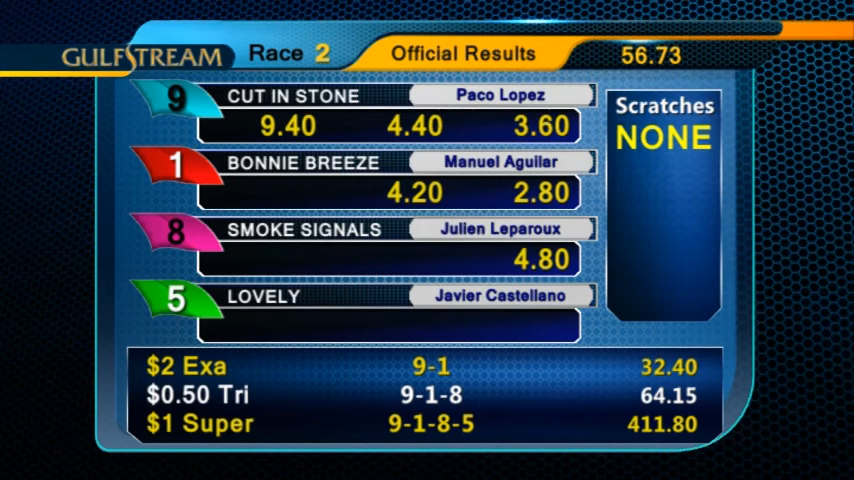 GULFSTREAM Race 2 Official Results 56.73
9 CUT IN STONE Paco Lopez
9.40 4.40 3.60
1 BONNIE BREEZE Manuel Aguilar
4.20 2.80
8 SMOKE SIGNALS Julien Leparoux
4.80
5 LOVELY Javier Castellano
Scratches
NONE
$2 Exa 9-1 32.40
$0.50 Tri 9-1-8 64.15
$1 Super 9-1-8-5 411.80